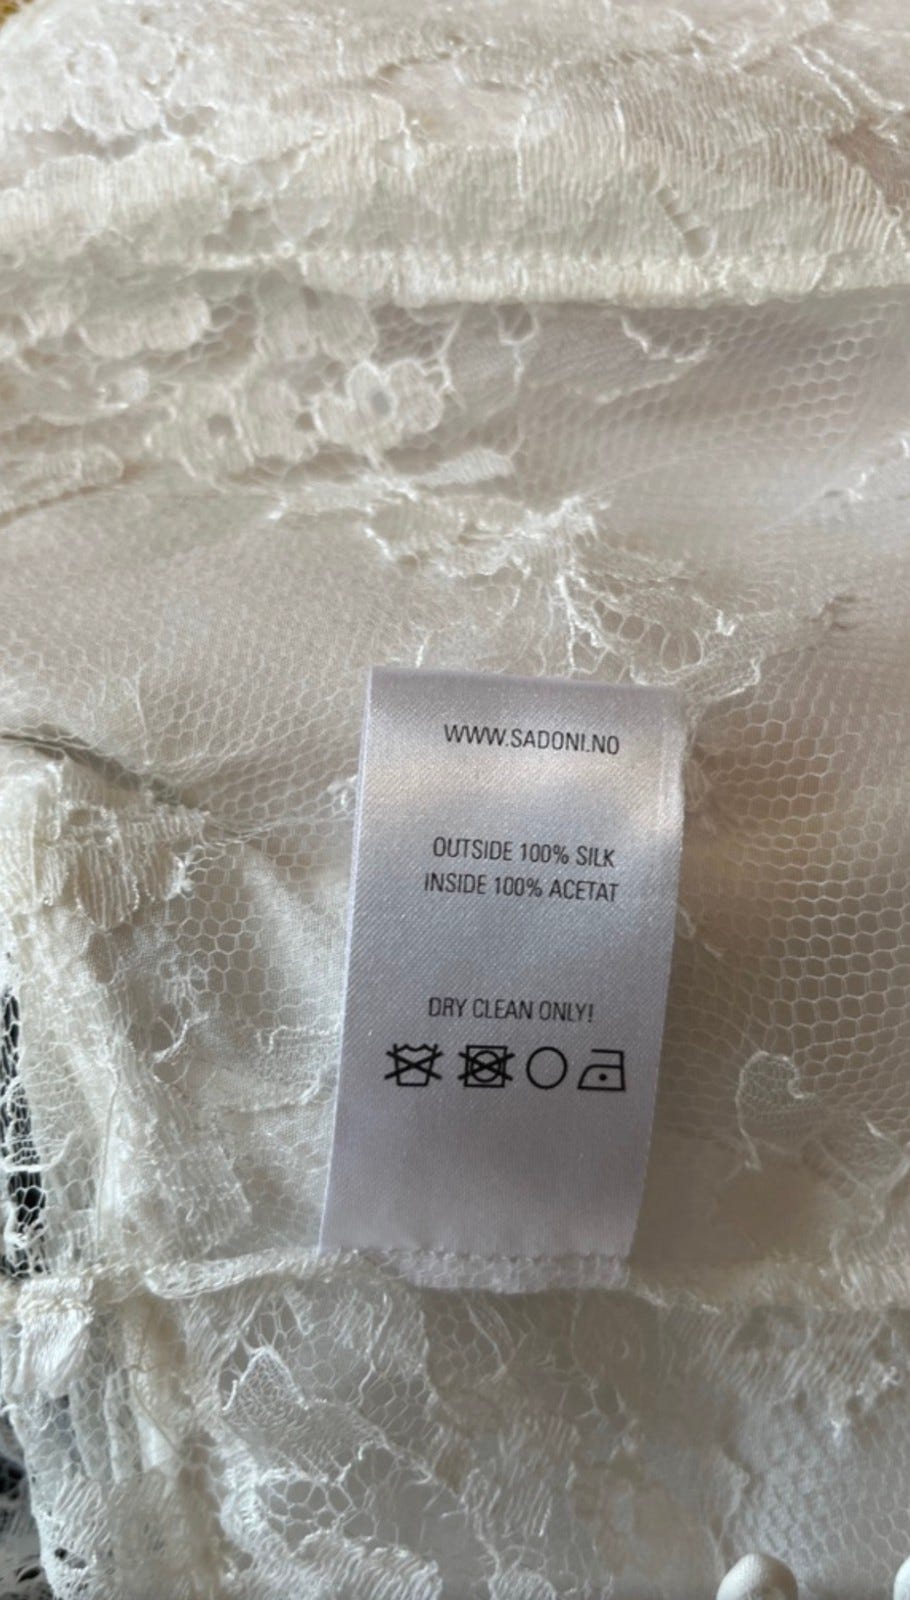 WWW.SADONI.NO
OUTSIDE 100% SILK
INSIDE 100% ACETAT
DRY CLEAN ONLY!